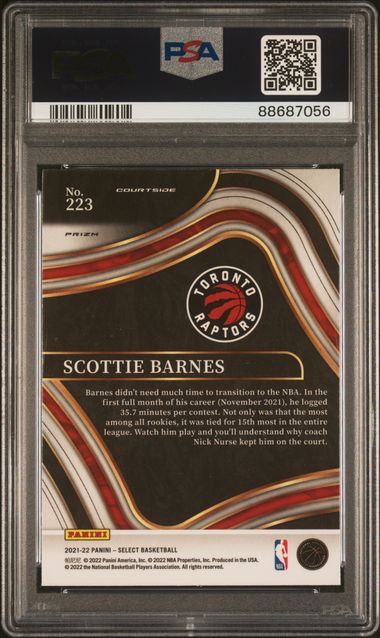 PSA
PSA
88687056
No.
223
COURTSIDE
PRIZM
TORONTO
RAPTORS
SCOTTIE BARNES
Barnes didn't need much time to transition to the NBA. In the
first full month of his career (November 2021), he logged
35.7 minutes per contest. Not only was that the most
among all rookies, it was tied for 15th most in the entire
league. Watch him play and you'll understand why coach
Nick Nurse kept him on the court.
PANINI
2021-22 PANINI – SELECT BASKETBALL
© 2022 Panini America, Inc. © 2022 NBA Properties, Inc. Produced in the USA.
© 2022 the National Basketball Players Association. All rights reserved.
NBA